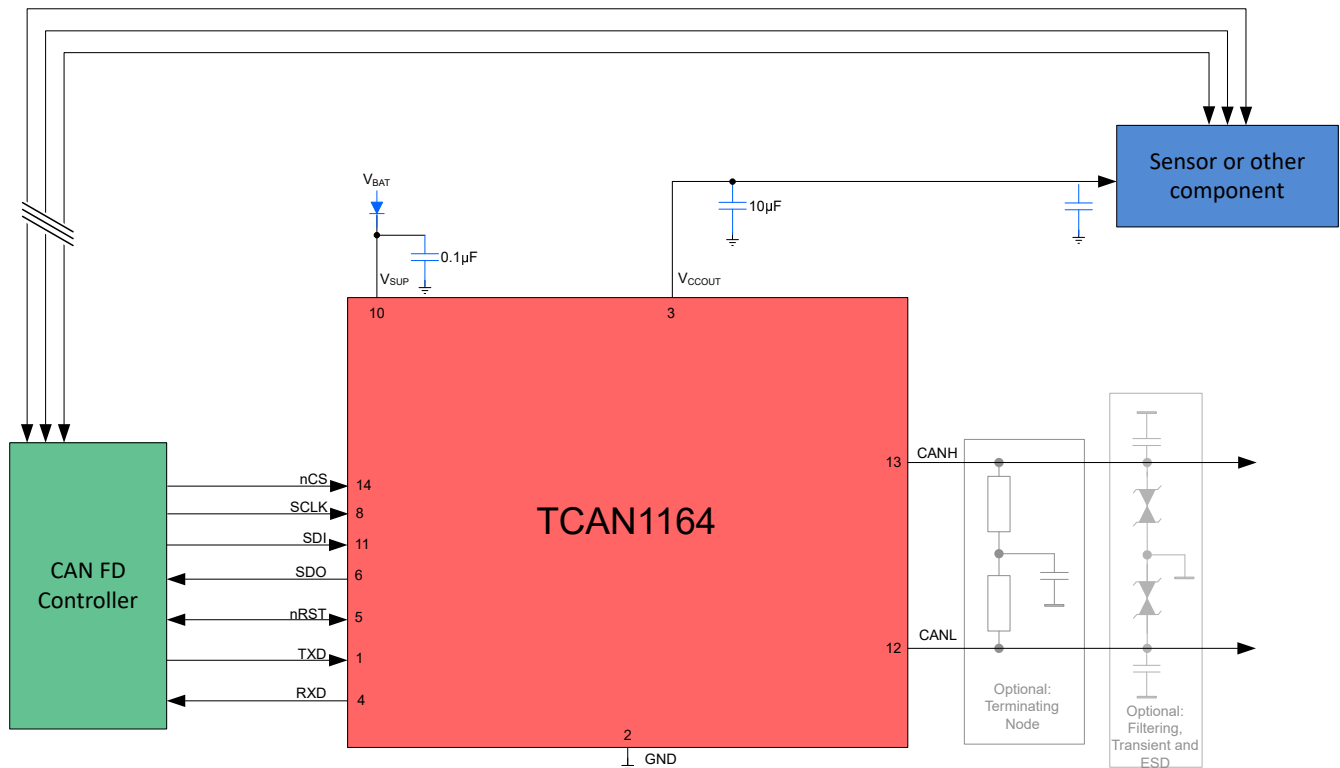 Sensor or other
component
VBAT
10µF
0.1µF
VSUP
VCCOUT
10
3
CANH
13
nCS
14
SCLK
8
TCAN1164
SDI
11
CAN FD
Controller
SDO
6
nRST
5
CANL
12
TXD
1
RXD
4
Optional:
Terminating
Node
Optional:
Filtering,
Transient and
ESD
2
GND